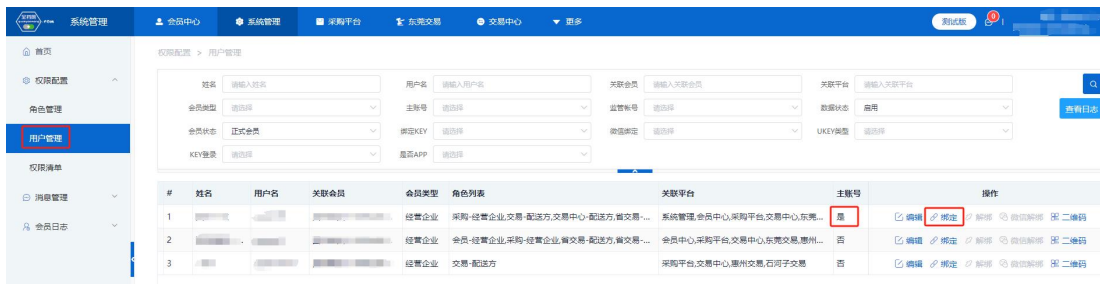 系统管理 会员中心 系统管理 采购平台 东莞交易 交易中心 更多 测试版
首页
权限配置 > 用户管理
权限配置
姓名 请输入姓名 用户名 请输入用户名 关联会员 请输入关联会员 关联平台 请输入关联平台
角色管理
会员类型 请选择 主账号 请选择 监管帐号 请选择 数据状态 启用 查看日志
用户管理
会员状态 正式会员 绑定KEY 请选择 微信绑定 请选择 UKEY类型 请选择
KEY登录 请选择 是否APP 请选择
权限清单
消息管理
会员日志
# 姓名 用户名 关联会员 会员类型 角色列表 关联平台 主账号 操作
1 经营企业 采购-经营企业,交易-配送方,交易中心-配送方,省交易-... 系统管理,会员中心,采购平台,交易中心,东莞... 是 编辑 绑定 解绑 微信解绑 二维码
2 经营企业 会员-经营企业,采购-经营企业,省交易-配送方,省交易-... 会员中心,采购平台,交易中心,东莞交易,惠州... 否 编辑 绑定 解绑 微信解绑 二维码
3 经营企业 交易-配送方 采购平台,交易中心,惠州交易,石河子交易 否 编辑 绑定 解绑 微信解绑 二维码